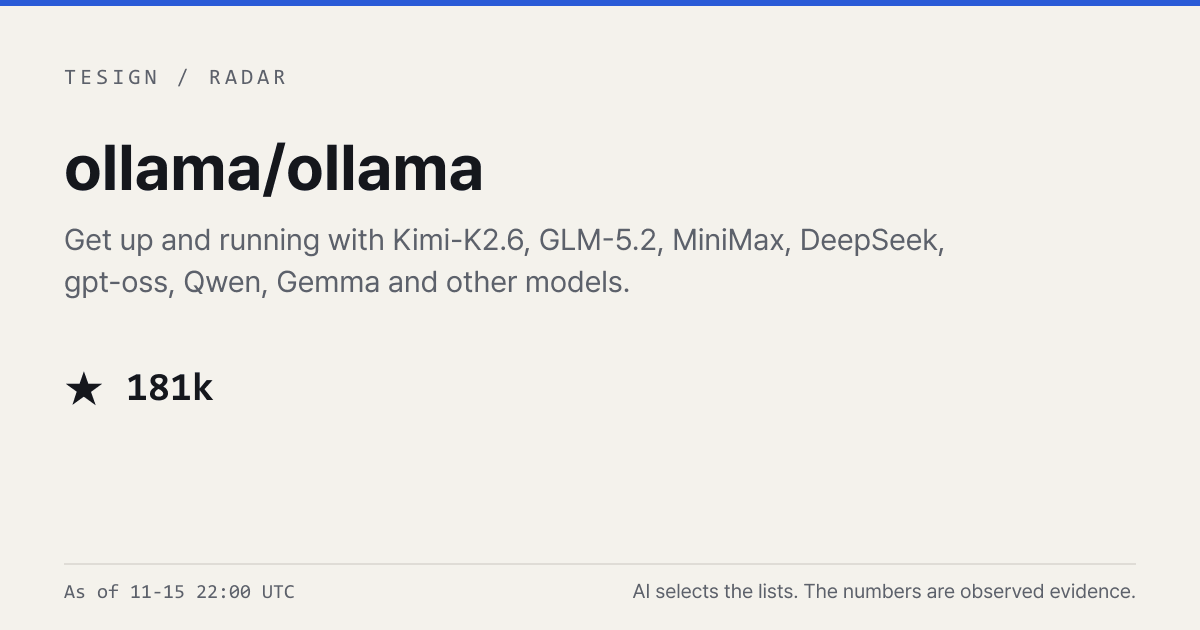 TESIGN / RADAR
ollama/ollama
Get up and running with Kimi-K2.6, GLM-5.2, MiniMax, DeepSeek,
gpt-oss, Qwen, Gemma and other models.
★ 181k
As of 11-15 22:00 UTC
AI selects the lists. The numbers are observed evidence.